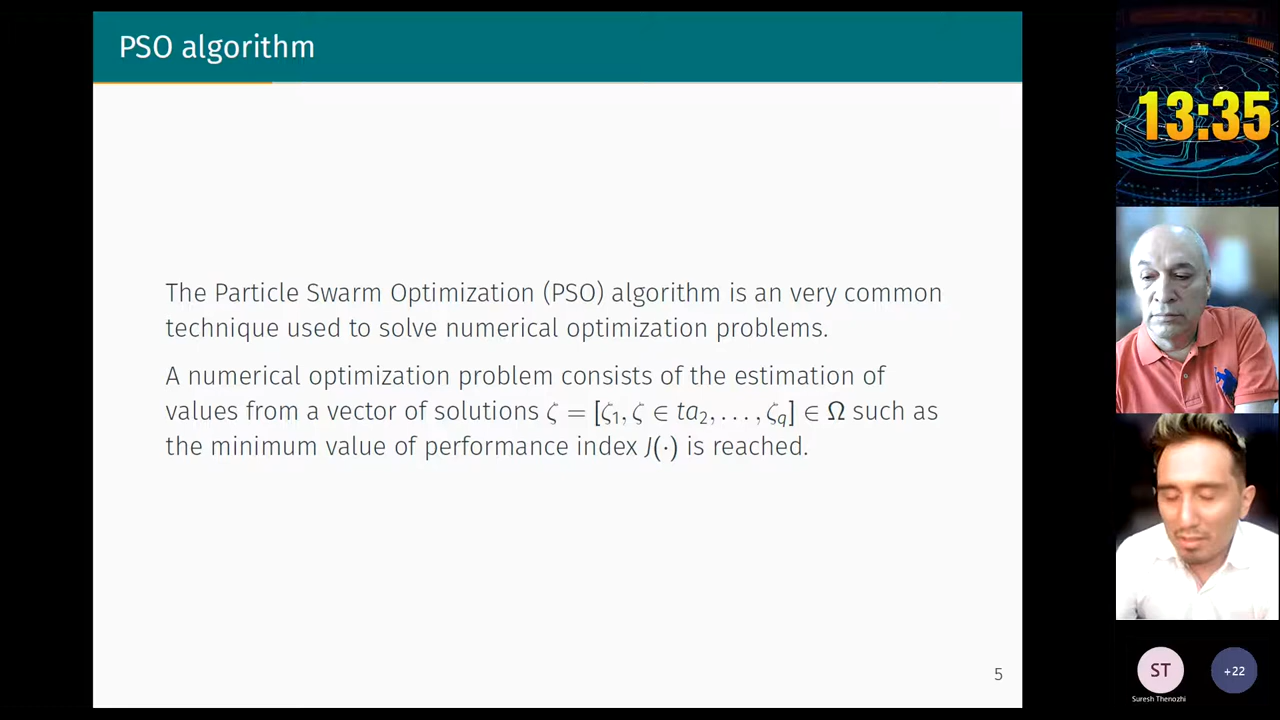 PSO algorithm
The Particle Swarm Optimization (PSO) algorithm is an very common
technique used to solve numerical optimization problems.
A numerical optimization problem consists of the estimation of
values from a vector of solutions ζ = [ζ₁, ζ ∈ ta₂, . . . , ζq] ∈ Ω such as
the minimum value of performance index J(·) is reached.
5
13:35
ST
+22
Suresh Thenozhi